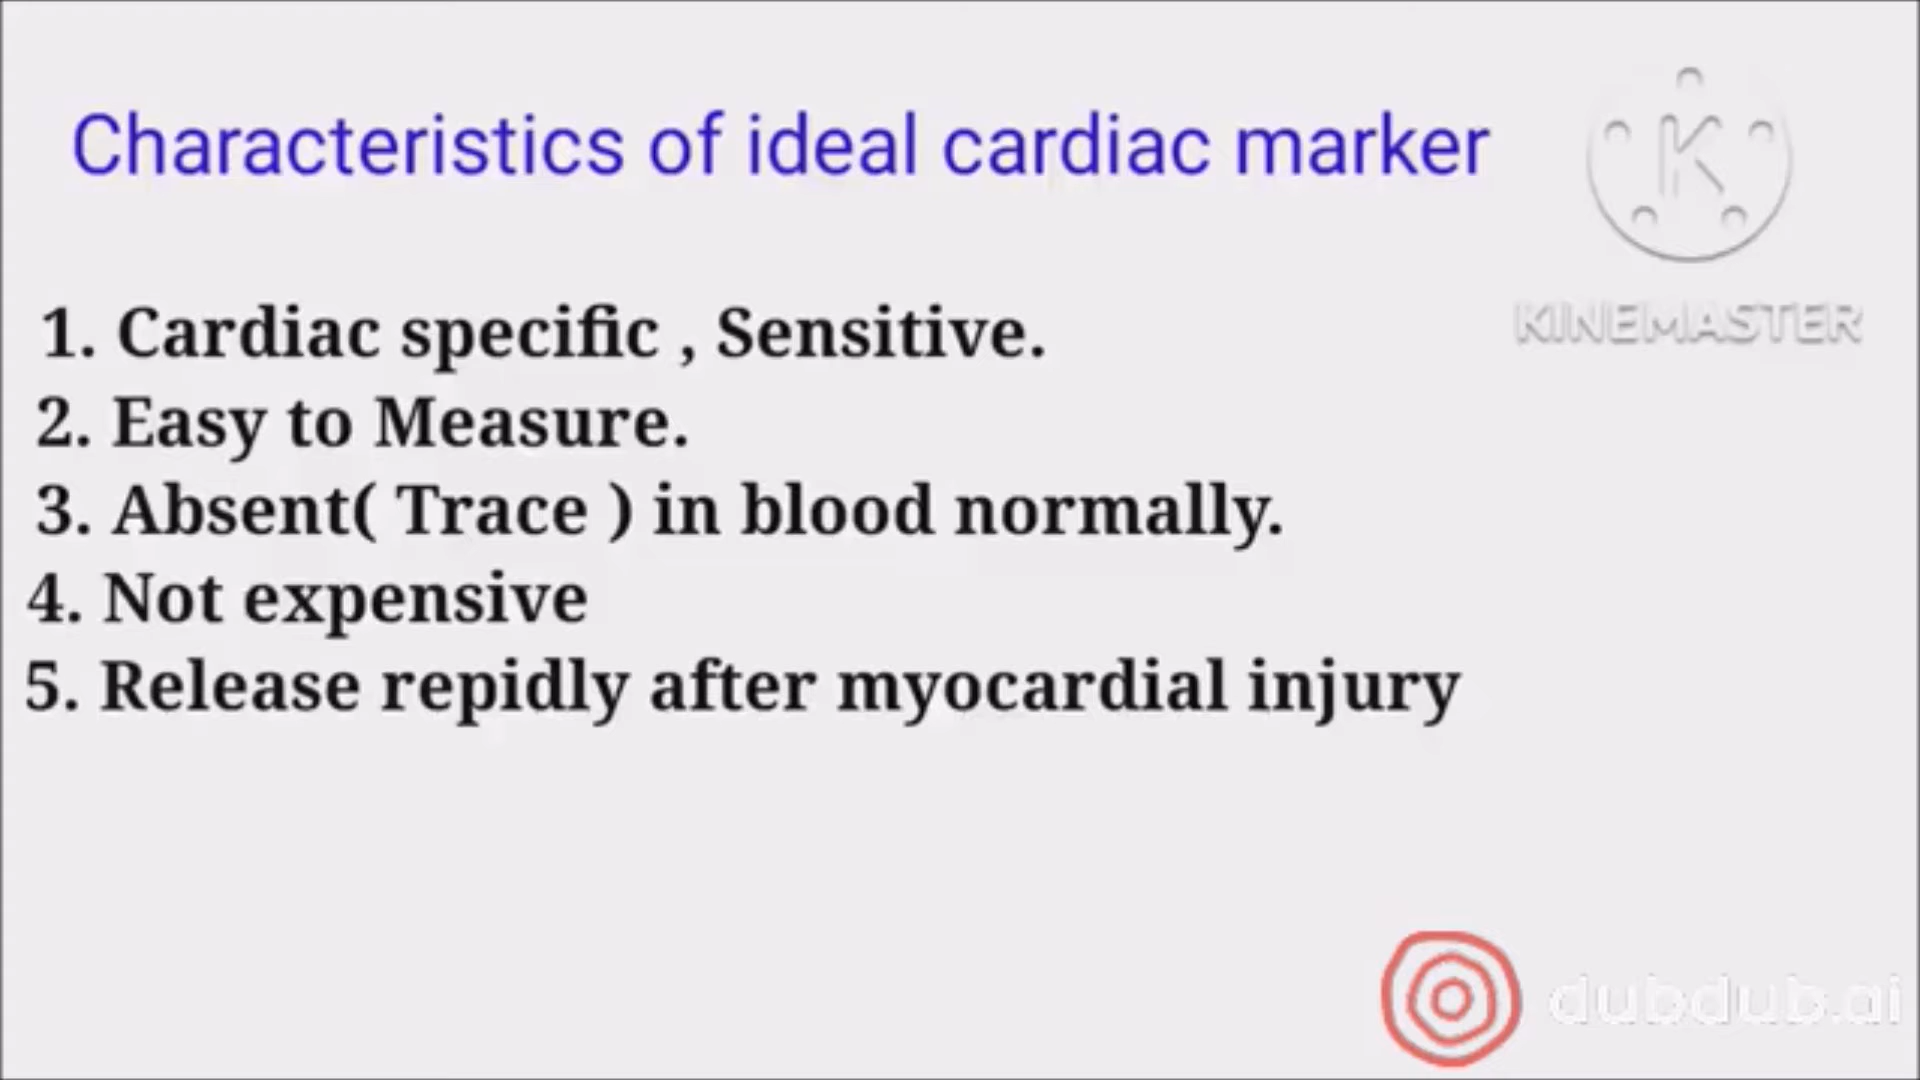 Characteristics of ideal cardiac marker
KINEMASTER
1. Cardiac specific , Sensitive.
2. Easy to Measure.
3. Absent( Trace ) in blood normally.
4. Not expensive
5. Release repidly after myocardial injury
dubdub.ai